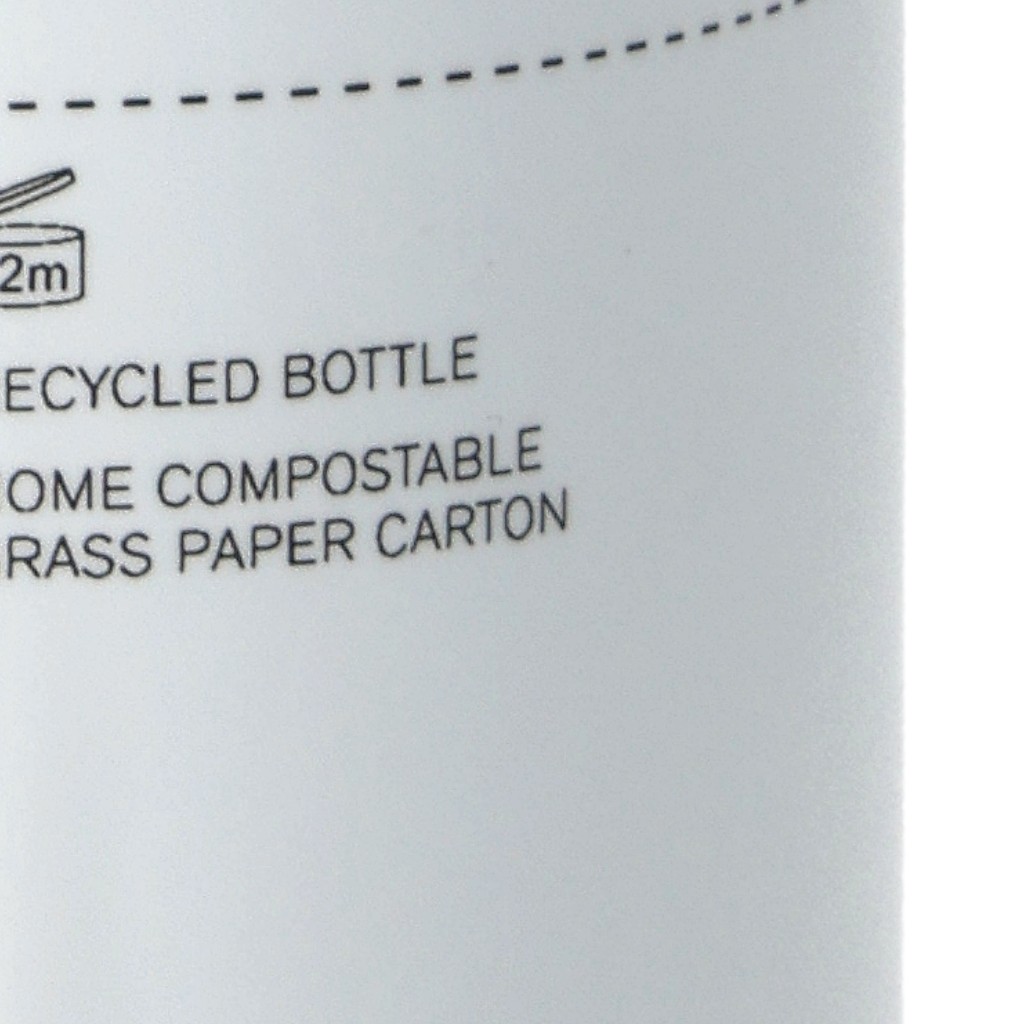 2m
ECYCLED BOTTLE
OME COMPOSTABLE
RASS PAPER CARTON